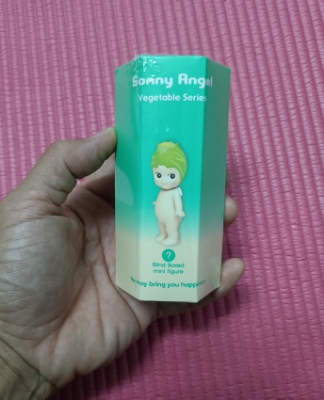 Sonny Angel
Vegetable Series
?
Blind Boxed
mini figure
may bring you happiness